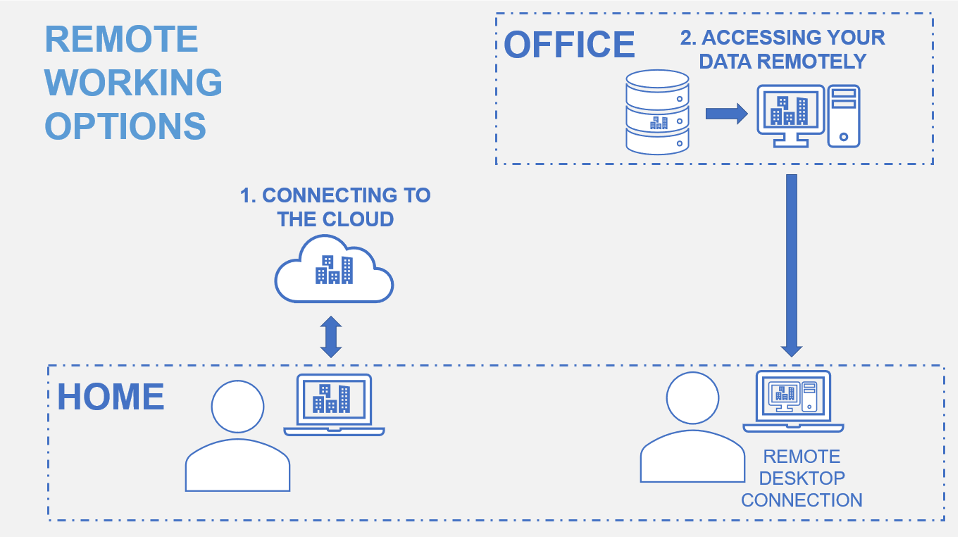 REMOTE
WORKING
OPTIONS
OFFICE
2. ACCESSING YOUR
DATA REMOTELY
1. CONNECTING TO
THE CLOUD
HOME
REMOTE
DESKTOP
CONNECTION